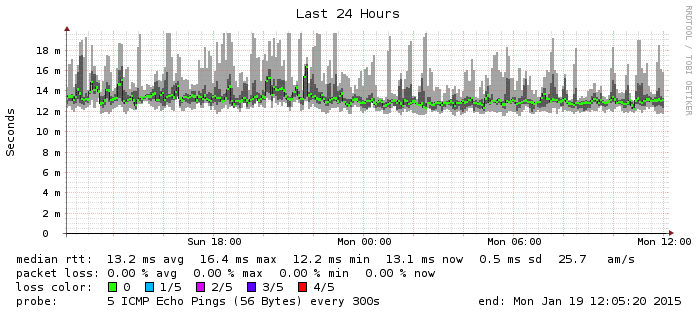 Last 24 Hours
RRDTOOL / TOBI OETIKER
Seconds
18 m
16 m
14 m
12 m
10 m
8 m
6 m
4 m
2 m
0
Sun 18:00 Mon 00:00 Mon 06:00 Mon 12:00
median rtt: 13.2 ms avg 16.4 ms max 12.2 ms min 13.1 ms now 0.5 ms sd 25.7 am/s
packet loss: 0.00 % avg 0.00 % max 0.00 % min 0.00 % now
loss color: 0 1/5 2/5 3/5 4/5
probe: 5 ICMP Echo Pings (56 Bytes) every 300s end: Mon Jan 19 12:05:20 2015